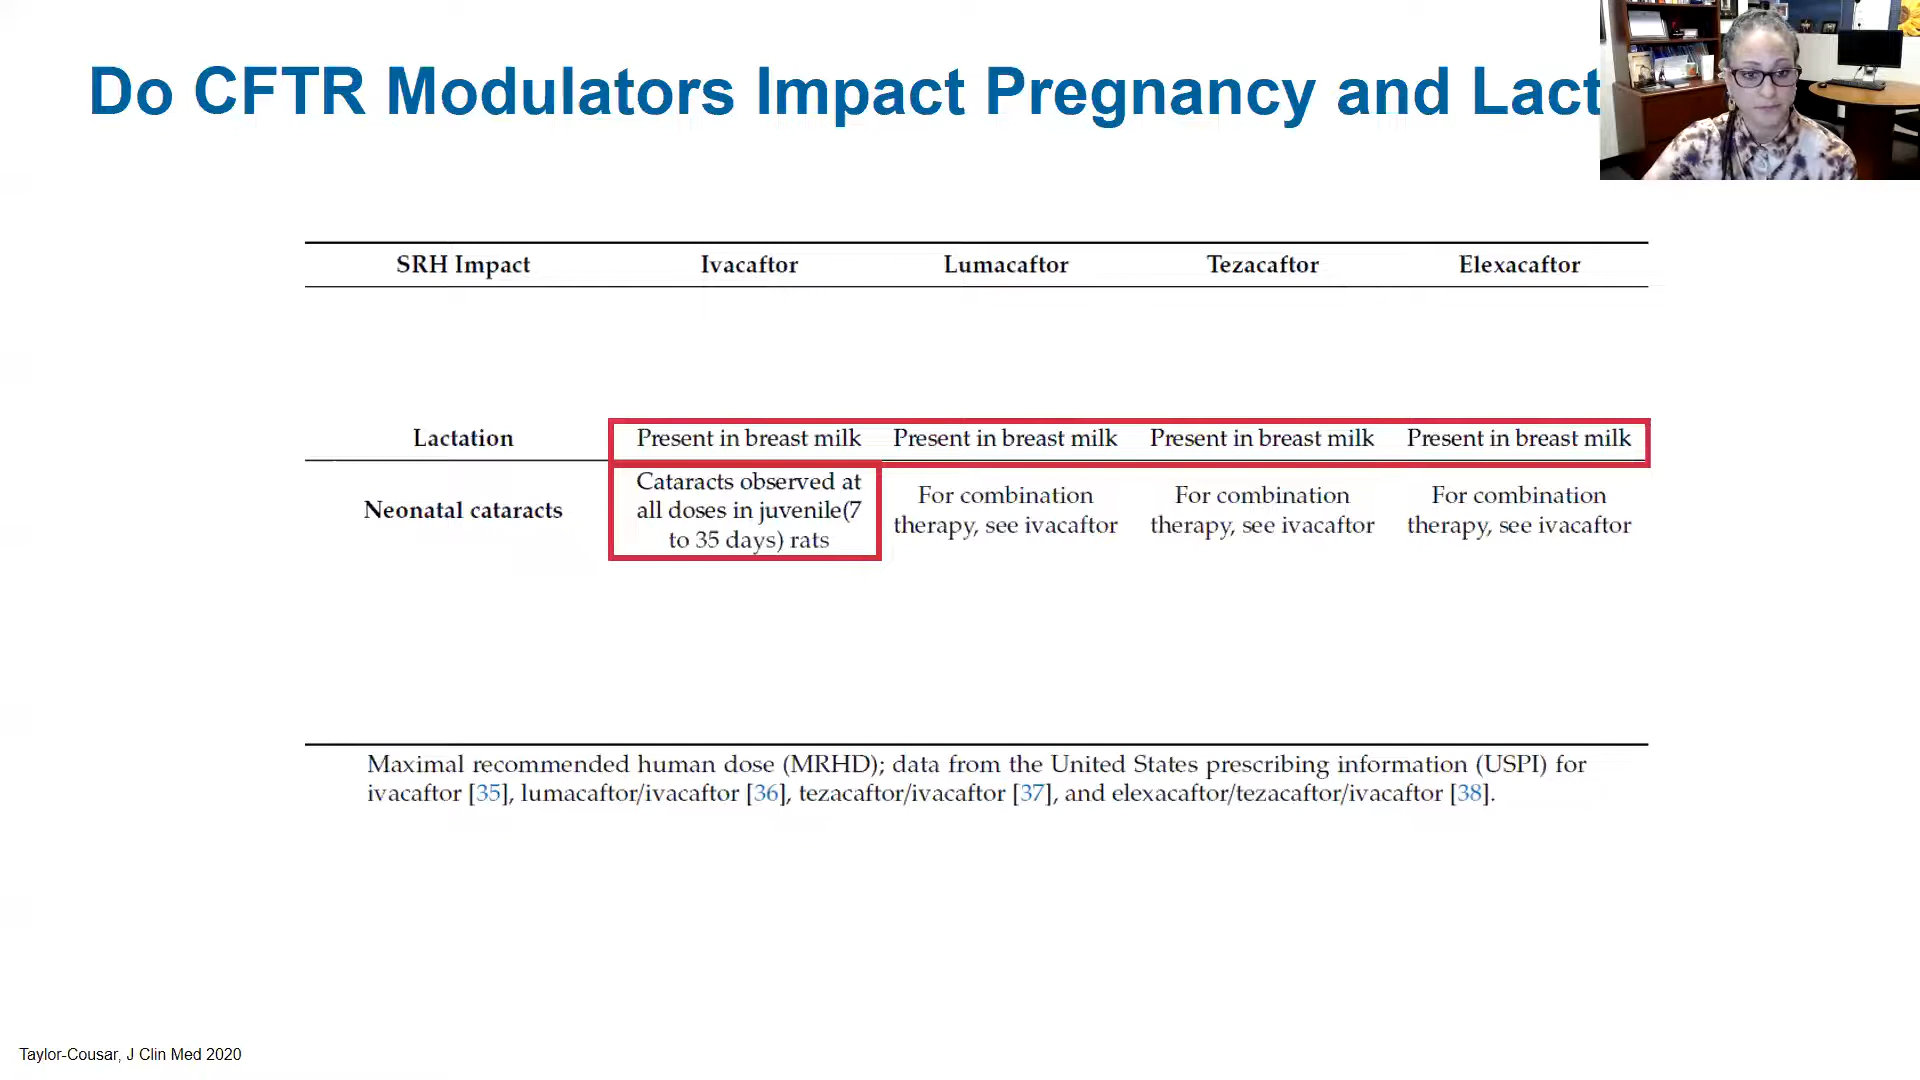 Do CFTR Modulators Impact Pregnancy and Lact
SRH Impact Ivacaftor Lumacaftor Tezacaftor Elexacaftor
Lactation Present in breast milk Present in breast milk Present in breast milk Present in breast milk
Neonatal cataracts
Cataracts observed at
all doses in juvenile(7
to 35 days) rats
For combination
therapy, see ivacaftor
For combination
therapy, see ivacaftor
For combination
therapy, see ivacaftor
Maximal recommended human dose (MRHD); data from the United States prescribing information (USPI) for
ivacaftor [35], lumacaftor/ivacaftor [36], tezacaftor/ivacaftor [37], and elexacaftor/tezacaftor/ivacaftor [38].
Taylor-Cousar, J Clin Med 2020